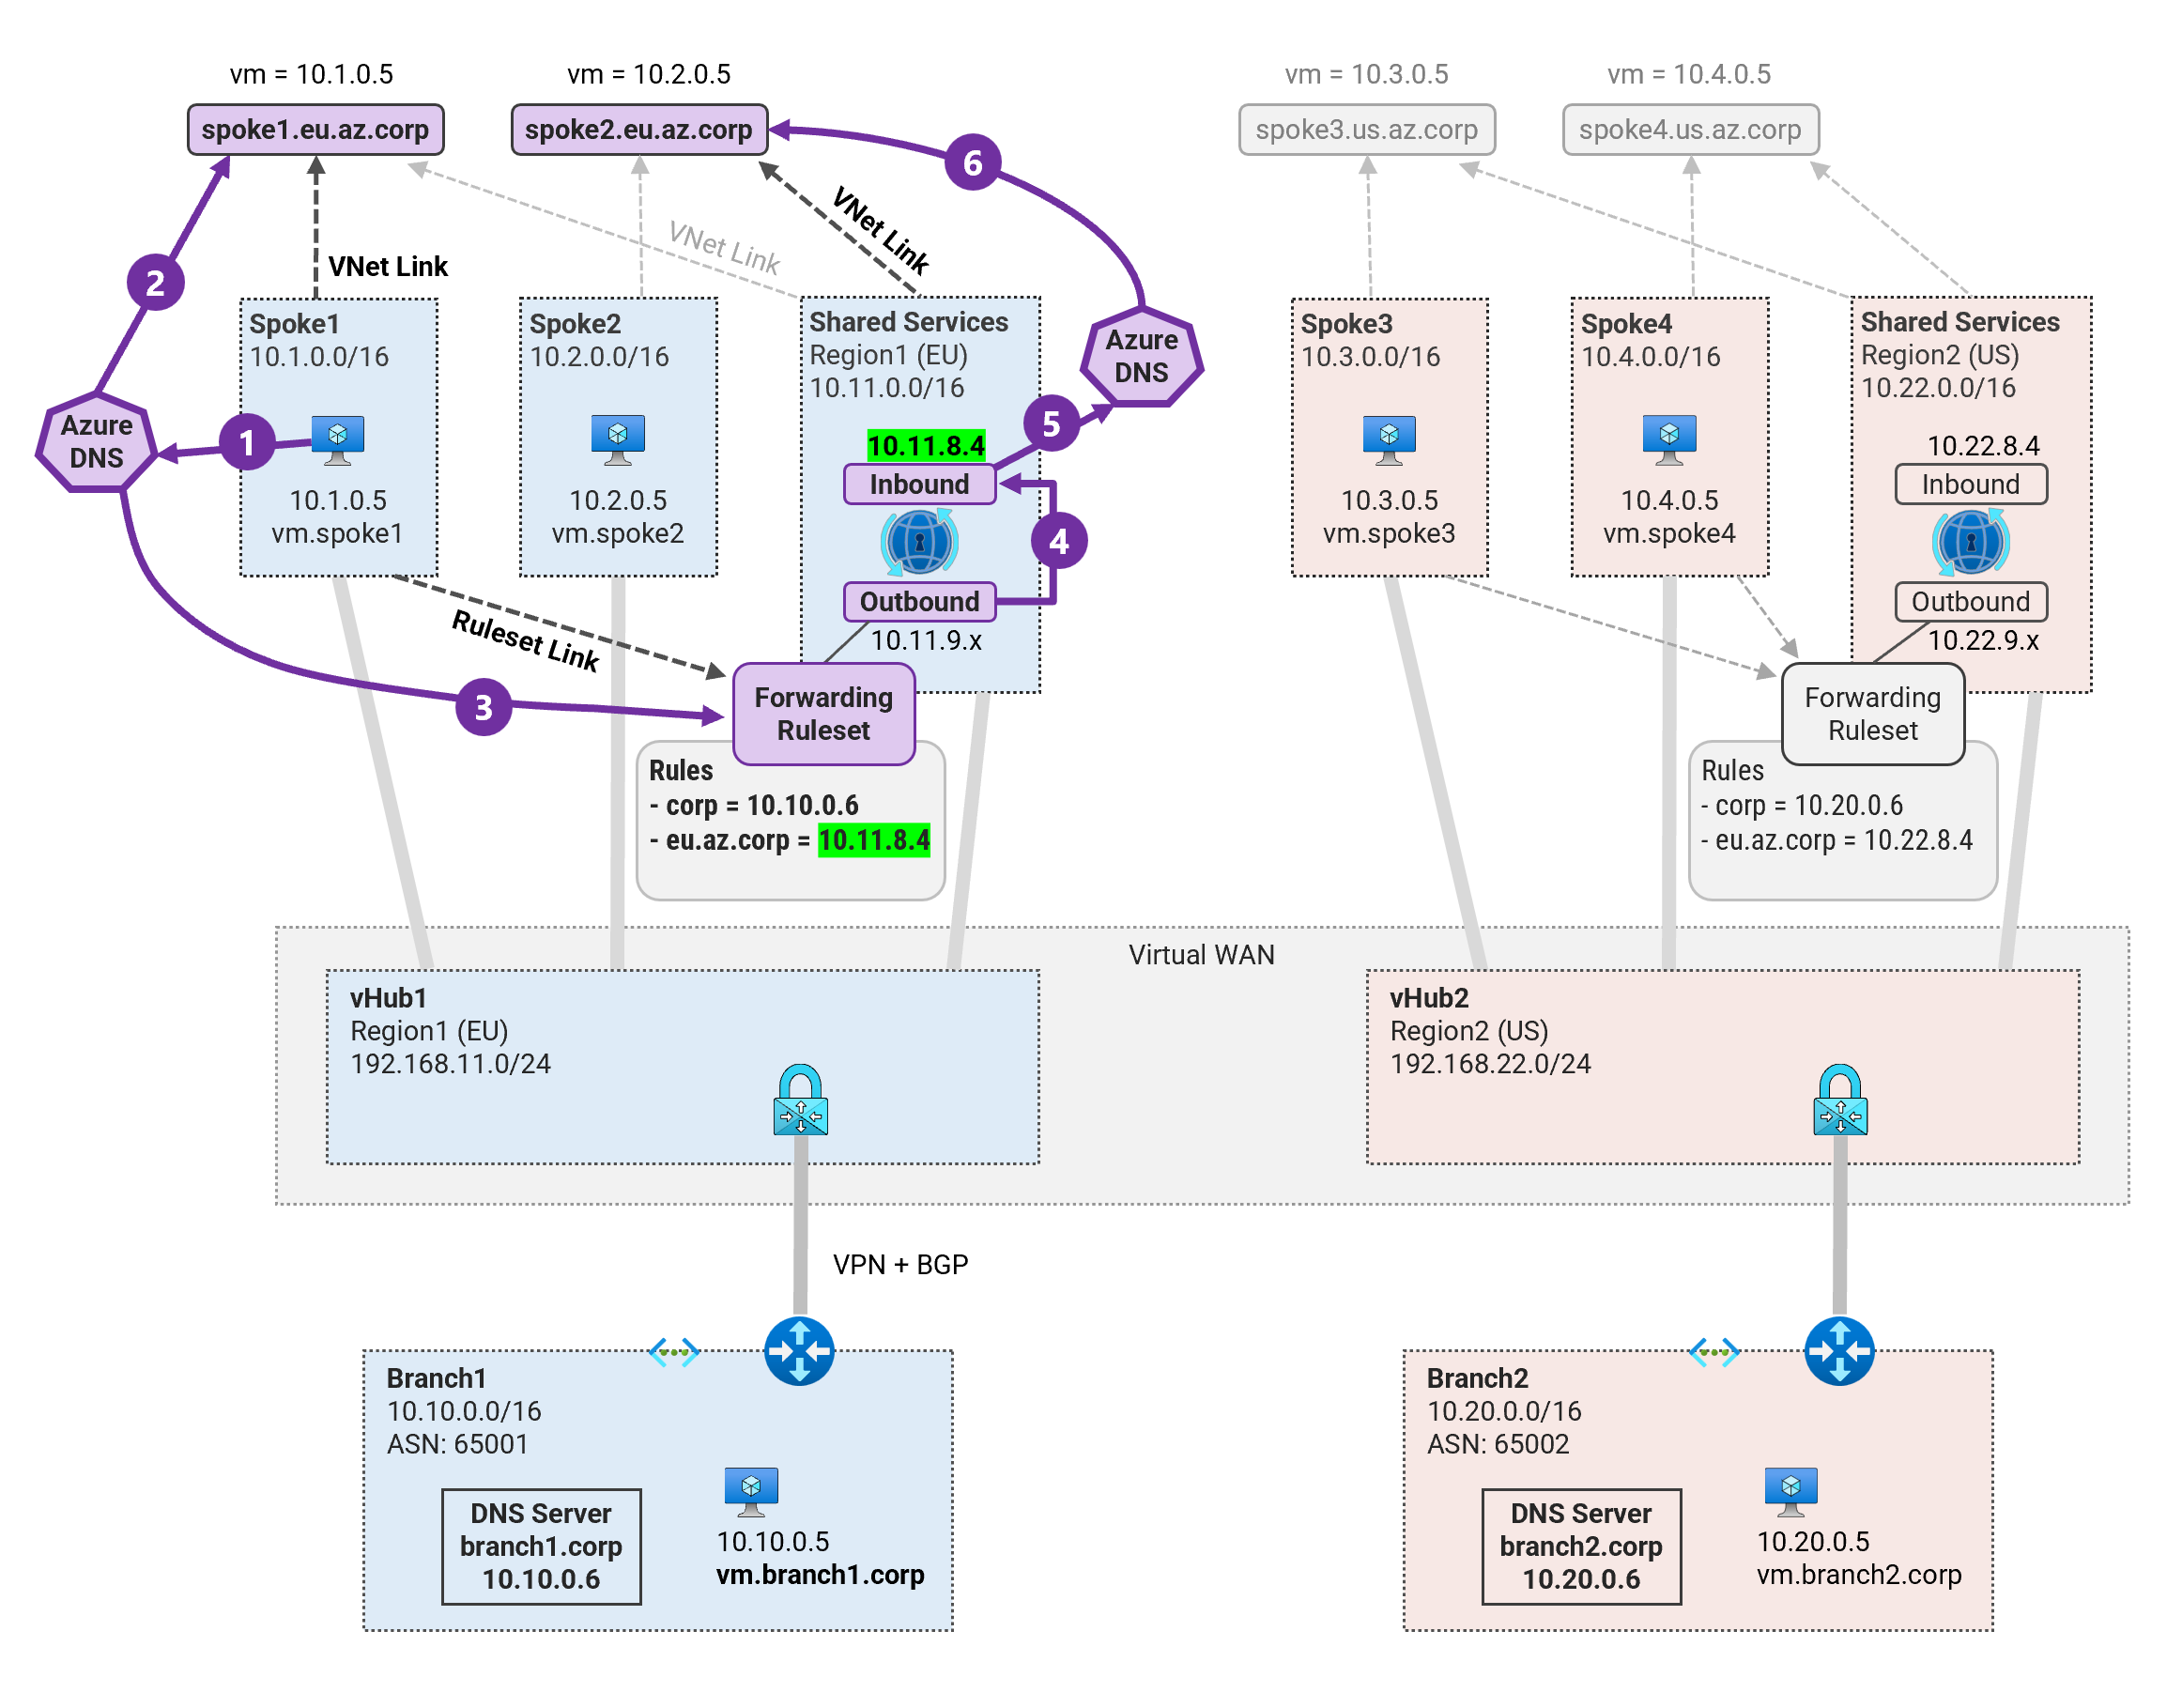 vm = 10.1.0.5
vm = 10.2.0.5
vm = 10.3.0.5
vm = 10.4.0.5
spoke1.eu.az.corp
spoke2.eu.az.corp
spoke3.us.az.corp
spoke4.us.az.corp
6
2
VNet Link
VNet Link
VNet Link
Spoke1
10.1.0.0/16
10.1.0.5
vm.spoke1
Spoke2
10.2.0.0/16
10.2.0.5
vm.spoke2
Shared Services
Region1 (EU)
10.11.0.0/16
10.11.8.4
Inbound
Outbound
10.11.9.x
Azure
DNS
Azure
DNS
1
5
4
3
Ruleset Link
Forwarding
Ruleset
Rules
- corp = 10.10.0.6
- eu.az.corp = 10.11.8.4
Spoke3
10.3.0.0/16
10.3.0.5
vm.spoke3
Spoke4
10.4.0.0/16
10.4.0.5
vm.spoke4
Shared Services
Region2 (US)
10.22.0.0/16
10.22.8.4
Inbound
Outbound
10.22.9.x
Forwarding
Ruleset
Rules
- corp = 10.20.0.6
- eu.az.corp = 10.22.8.4
Virtual WAN
vHub1
Region1 (EU)
192.168.11.0/24
vHub2
Region2 (US)
192.168.22.0/24
VPN + BGP
Branch1
10.10.0.0/16
ASN: 65001
DNS Server
branch1.corp
10.10.0.6
10.10.0.5
vm.branch1.corp
Branch2
10.20.0.0/16
ASN: 65002
DNS Server
branch2.corp
10.20.0.6
10.20.0.5
vm.branch2.corp